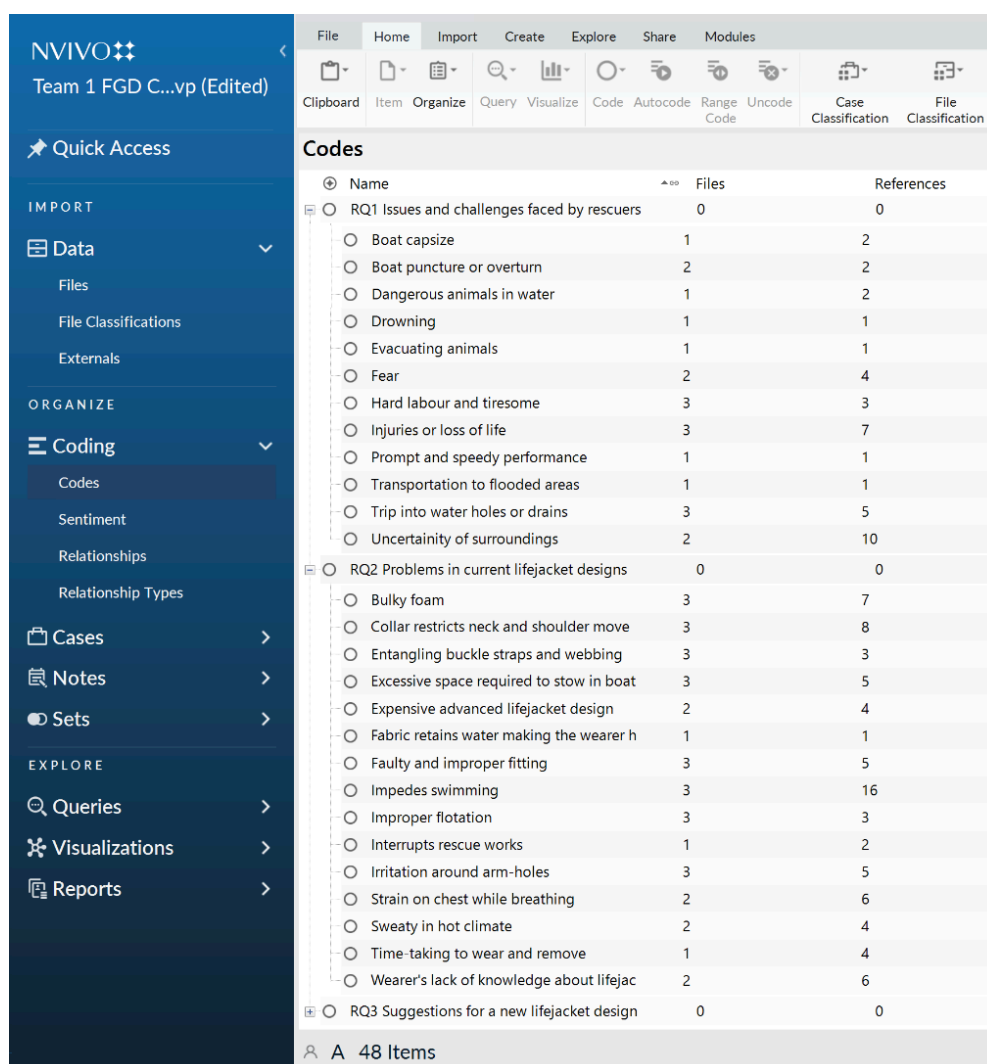 NVIVO
Team 1 FGD C...vp (Edited)
Quick Access
IMPORT
Data
Files
File Classifications
Externals
ORGANIZE
Coding
Codes
Sentiment
Relationships
Relationship Types
Cases
Notes
Sets
EXPLORE
Queries
Visualizations
Reports
File Home Import Create Explore Share Modules
Clipboard Item Organize Query Visualize Code Autocode Range Code Uncode Case Classification File Classification
Codes
Name Files References
RQ1 Issues and challenges faced by rescuers 0 0
Boat capsize 1 2
Boat puncture or overturn 2 2
Dangerous animals in water 1 2
Drowning 1 1
Evacuating animals 1 1
Fear 2 4
Hard labour and tiresome 3 3
Injuries or loss of life 3 7
Prompt and speedy performance 1 1
Transportation to flooded areas 1 1
Trip into water holes or drains 3 5
Uncertainity of surroundings 2 10
RQ2 Problems in current lifejacket designs 0 0
Bulky foam 3 7
Collar restricts neck and shoulder move 3 8
Entangling buckle straps and webbing 3 3
Excessive space required to stow in boat 3 5
Expensive advanced lifejacket design 2 4
Fabric retains water making the wearer h 1 1
Faulty and improper fitting 3 5
Impedes swimming 3 16
Improper flotation 3 3
Interrupts rescue works 1 2
Irritation around arm-holes 3 5
Strain on chest while breathing 2 6
Sweaty in hot climate 2 4
Time-taking to wear and remove 1 4
Wearer's lack of knowledge about lifejac 2 6
RQ3 Suggestions for a new lifejacket design 0 0
A 48 Items